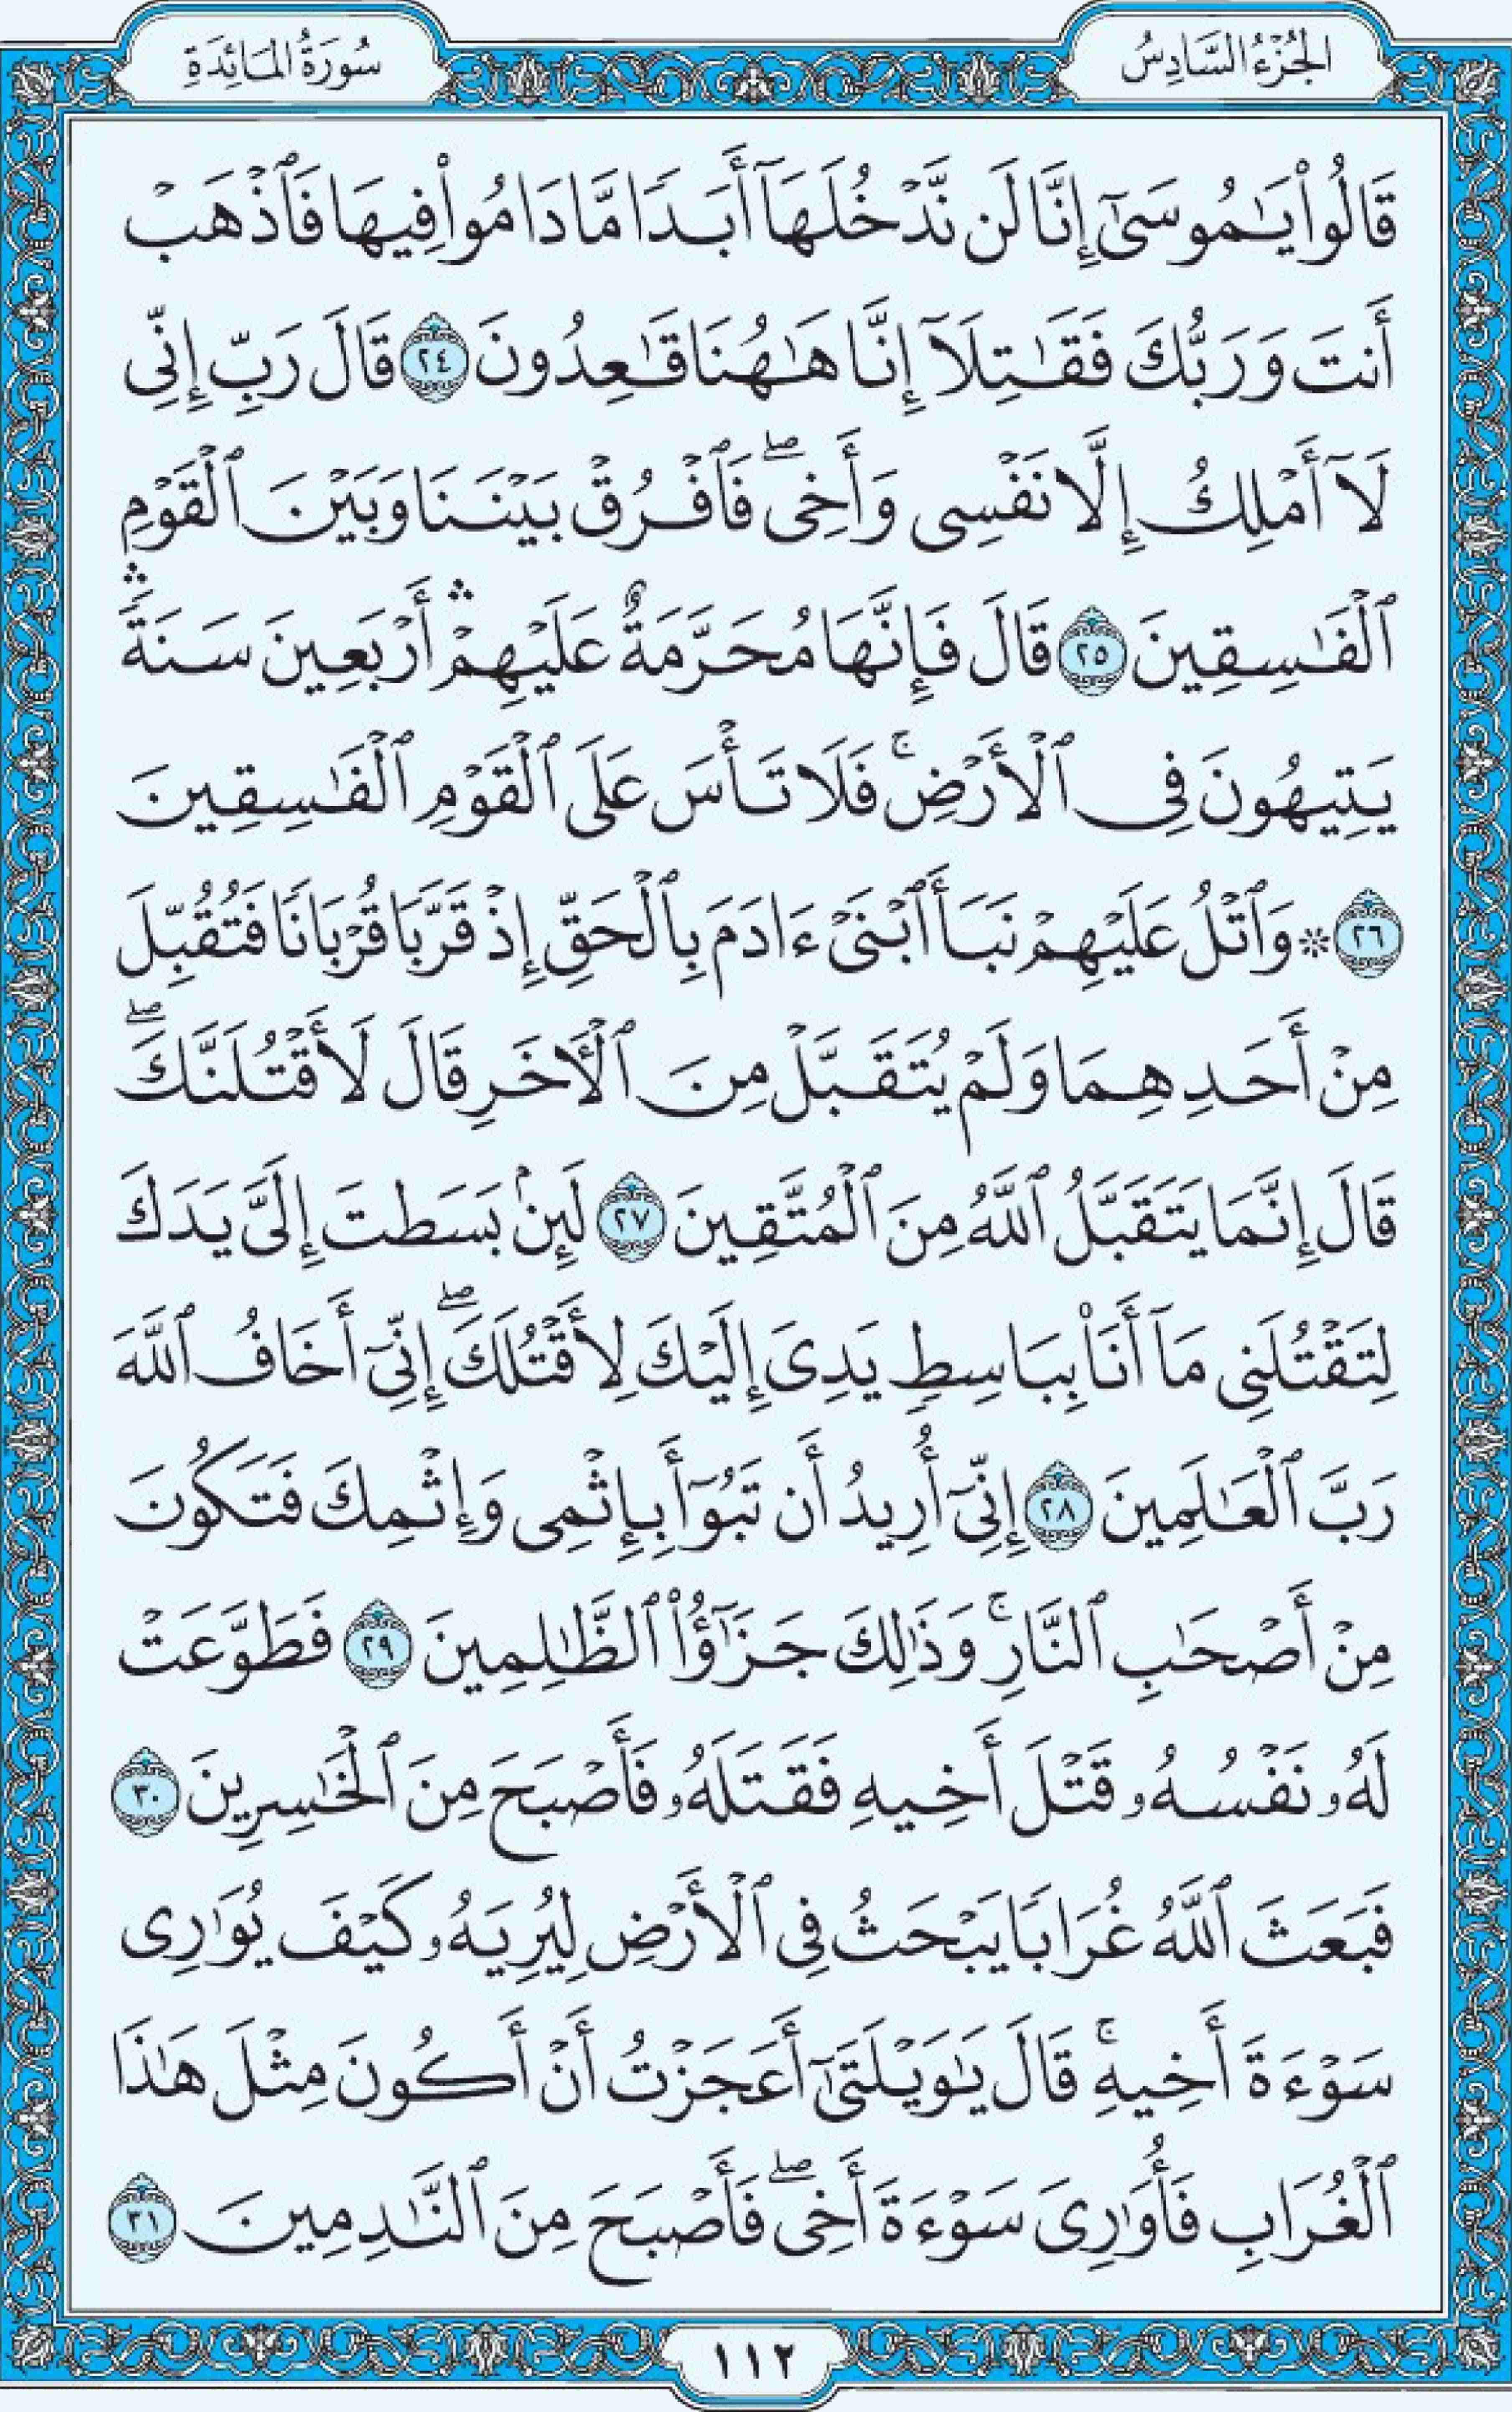 الجُزْءُ السَّادِسُ
سُورَةُ المَائِدَةِ
قَالُواْ يَٰمُوسَىٰٓ إِنَّا لَن نَّدۡخُلَهَآ أَبَدٗا مَّا دَامُواْ فِيهَا فَٱذۡهَبۡ
أَنتَ وَرَبُّكَ فَقَٰتِلَآ إِنَّا هَٰهُنَا قَٰعِدُونَ ٢٤ قَالَ رَبِّ إِنِّي
لَآ أَمۡلِكُ إِلَّا نَفۡسِي وَأَخِيۖ فَٱفۡرُقۡ بَيۡنَنَا وَبَيۡنَ ٱلۡقَوۡمِ
ٱلۡفَٰسِقِينَ ٢٥ قَالَ فَإِنَّهَا مُحَرَّمَةٌ عَلَيۡهِمۡۛ أَرۡبَعِينَ سَنَةٗۛ
يَتِيهُونَ فِي ٱلۡأَرۡضِۚ فَلَا تَأۡسَ عَلَى ٱلۡقَوۡمِ ٱلۡفَٰسِقِينَ
٢٦ ۞ وَٱتۡلُ عَلَيۡهِمۡ نَبَأَ ٱبۡنَيۡ ءَادَمَ بِٱلۡحَقِّ إِذۡ قَرَّبَا قُرۡبَانٗا فَتُقُبِّلَ
مِنۡ أَحَدِهِمَا وَلَمۡ يُتَقَبَّلۡ مِنَ ٱلۡأٓخَرِ قَالَ لَأَقۡتُلَنَّكَۖ
قَالَ إِنَّمَا يَتَقَبَّلُ ٱللَّهُ مِنَ ٱلۡمُتَّقِينَ ٢٧ لَئِنۢ بَسَطتَ إِلَيَّ يَدَكَ
لِتَقۡتُلَنِي مَآ أَنَا۠ بِبَاسِطٖ يَدِيَ إِلَيۡكَ لِأَقۡتُلَكَۖ إِنِّيٓ أَخَافُ ٱللَّهَ
رَبَّ ٱلۡعَٰلَمِينَ ٢٨ إِنِّيٓ أُرِيدُ أَن تَبُوٓأَ بِإِثۡمِي وَإِثۡمِكَ فَتَكُونَ
مِنۡ أَصۡحَٰبِ ٱلنَّارِۚ وَذَٰلِكَ جَزَٰٓؤُاْ ٱلظَّٰلِمِينَ ٢٩ فَطَوَّعَتۡ
لَهُۥ نَفۡسُهُۥ قَتۡلَ أَخِيهِ فَقَتَلَهُۥ فَأَصۡبَحَ مِنَ ٱلۡخَٰسِرِينَ ٣٠
فَبَعَثَ ٱللَّهُ غُرَابٗا يَبۡحَثُ فِي ٱلۡأَرۡضِ لِيُرِيَهُۥ كَيۡفَ يُوَٰرِي
سَوۡءَةَ أَخِيهِۚ قَالَ يَٰوَيۡلَتَىٰٓ أَعَجَزۡتُ أَنۡ أَكُونَ مِثۡلَ هَٰذَا
ٱلۡغُرَابِ فَأُوَٰرِيَ سَوۡءَةَ أَخِيۖ فَأَصۡبَحَ مِنَ ٱلنَّٰدِمِينَ ٣١
١١٢